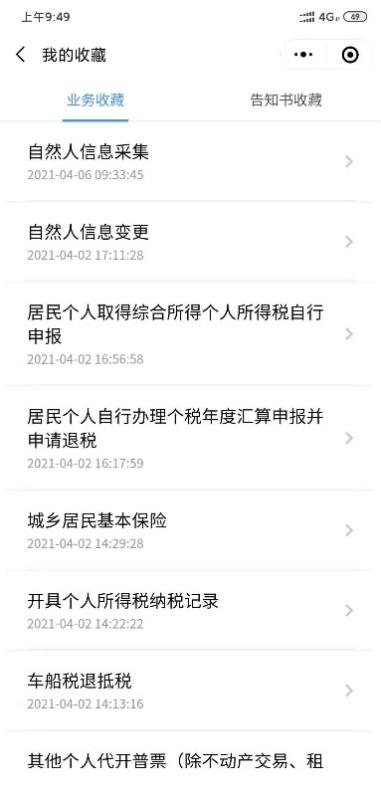 上午9:49
4G
49
我的收藏
业务收藏
告知书收藏
自然人信息采集
2021-04-06 09:33:45
自然人信息变更
2021-04-02 17:11:28
居民个人取得综合所得个人所得税自行
申报
2021-04-02 16:56:58
居民个人自行办理个税年度汇算申报并
申请退税
2021-04-02 16:17:59
城乡居民基本保险
2021-04-02 14:29:28
开具个人所得税纳税记录
2021-04-02 14:22:22
车船税退抵税
2021-04-02 14:13:16
其他个人代开普票（除不动产交易、租